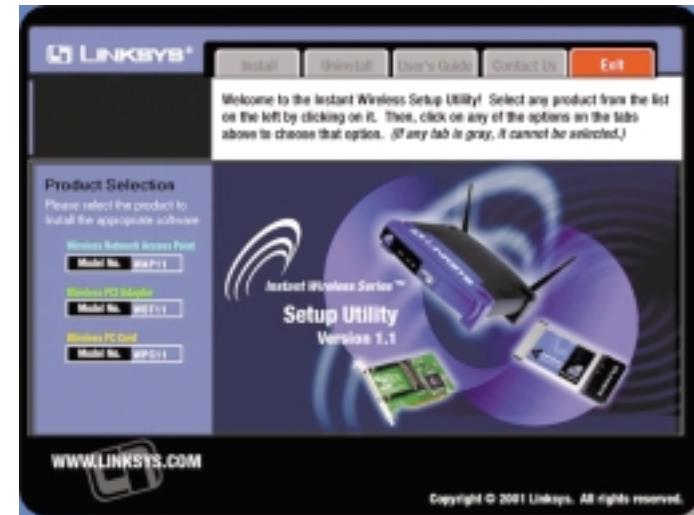 LINKSYS®
Install
Uninstall
User's Guide
Contact Us
Exit
Welcome to the Instant Wireless Setup Utility! Select any product from the list
on the left by clicking on it. Then, click on any of the options on the tabs
above to choose that option. (If any tab is gray, it cannot be selected.)
Product Selection
Please select the product to
Install the appropriate software
Wireless Network Access Point
Model No. WAP11
Wireless PCI Adapter
Model No. WDT11
Wireless PC Card
Model No. WPC11
LINKSYS
Instant Wireless Series™
Setup Utility
Version 1.1
WWW.LINKSYS.COM
Copyright © 2001 Linksys. All rights reserved.